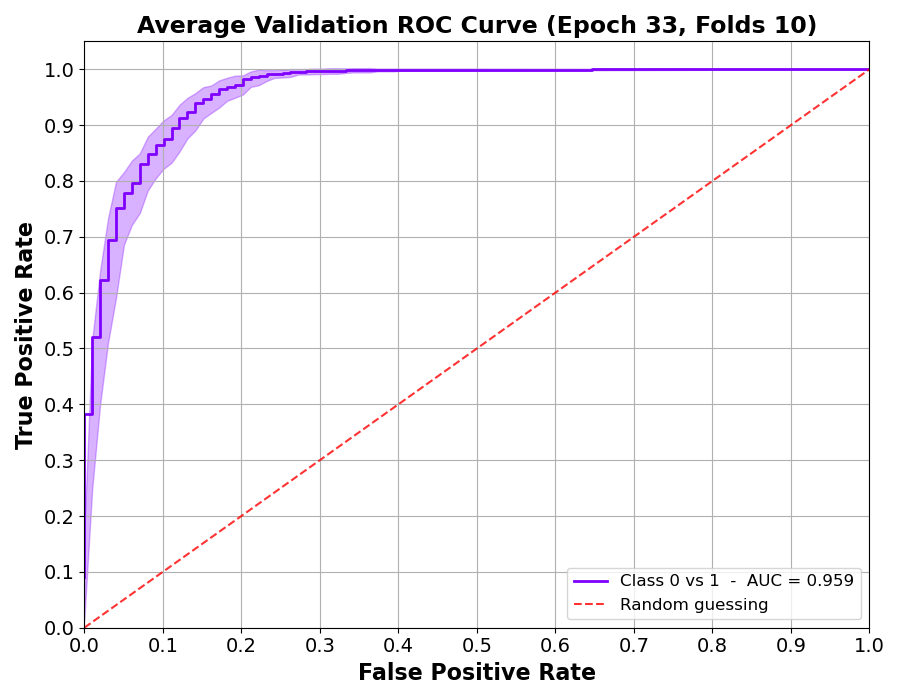 Average Validation ROC Curve (Epoch 33, Folds 10)
True Positive Rate
1.0
0.9
0.8
0.7
0.6
0.5
0.4
0.3
0.2
0.1
0.0
Class 0 vs 1 - AUC = 0.959
Random guessing
0.0 0.1 0.2 0.3 0.4 0.5 0.6 0.7 0.8 0.9 1.0
False Positive Rate